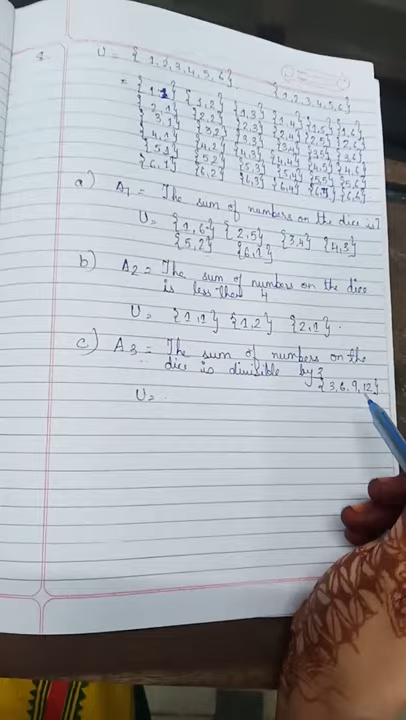 8. U = { 1,2,3,4,5,6} {1,2,3,4,5,6}
= {1,1} {1,2} {1,3} {1,4} {1,5} {1,6}
{2,1} {2,2} {2,3} {2,4} {2,5} {2,6}
{3,1} {3,2} {3,3} {3,4} {3,5} {3,6}
{4,1} {4,2} {4,3} {4,4} {4,5} {4,6}
{5,1} {5,2} {5,3} {5,4} {5,5} {5,6}
{6,1} {6,2} {6,3} {6,4} {6,5} {6,6}
a) A1 = The sum of numbers on the dice is 7
U = {1,6} {2,5} {3,4} {4,3}
{5,2} {6,1}
b) A2 = The sum of numbers on the dice
is less then 4
U = {1,1} {1,2} {2,1} .
c) A3 = The sum of numbers on the
dice is divisible by 3
{3,6,9,12}
U = .